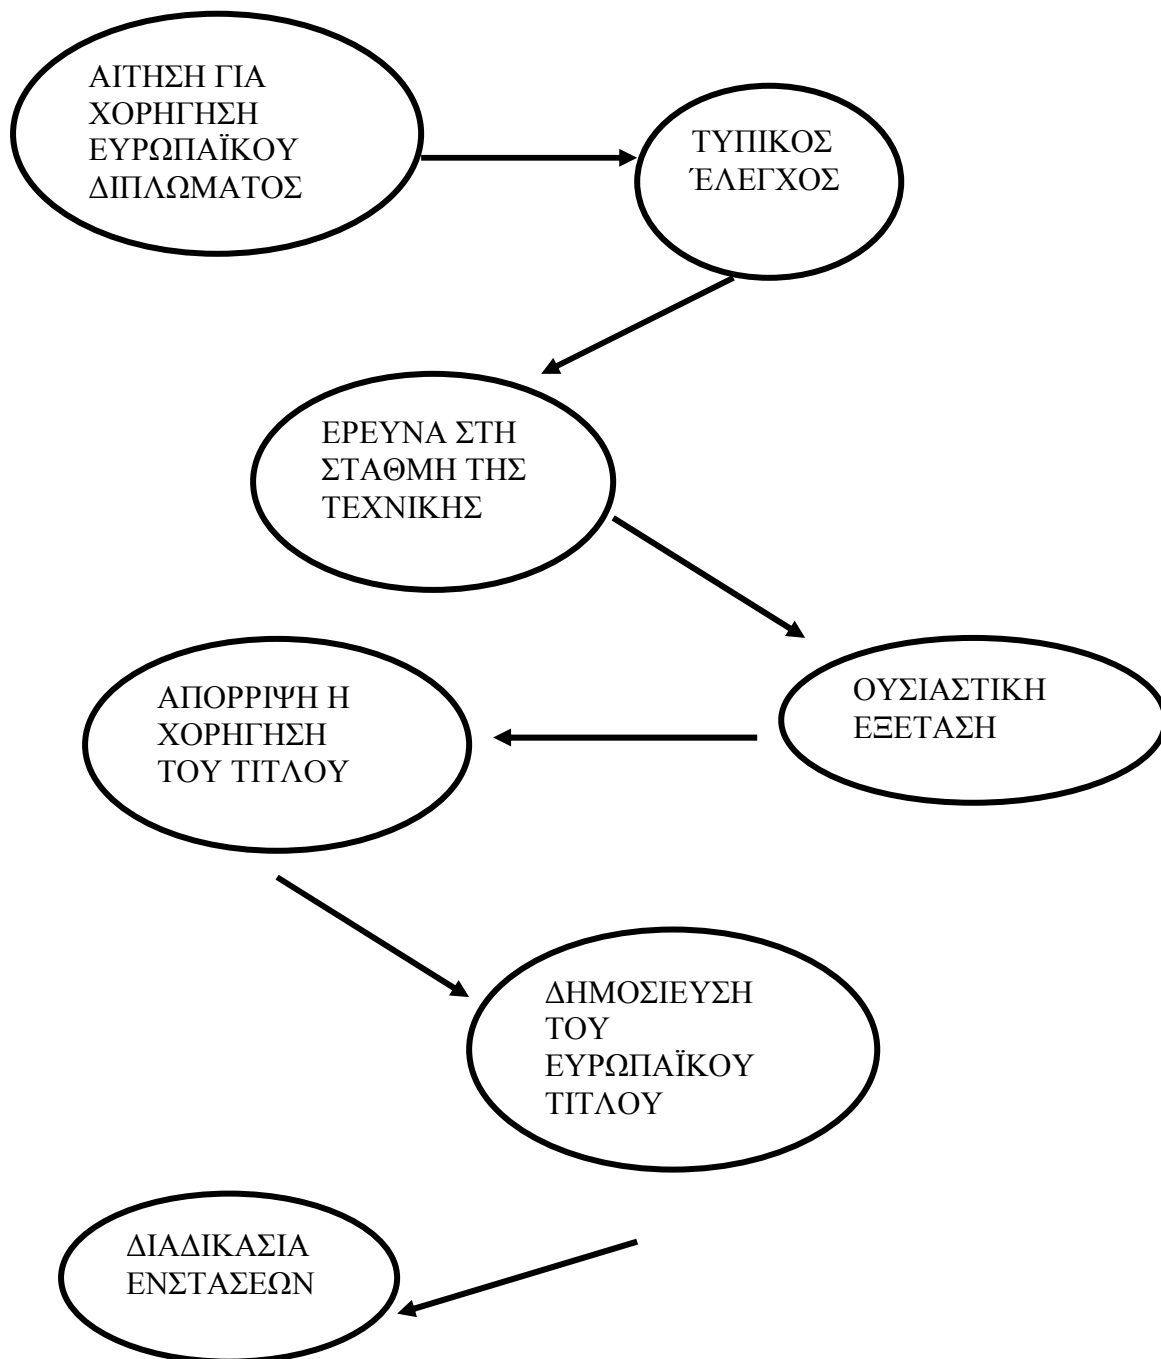 ΑΙΤΗΣΗ ΓΙΑ
ΧΟΡΗΓΗΣΗ
ΕΥΡΩΠΑΪΚΟΥ
ΔΙΠΛΩΜΑΤΟΣ
ΤΥΠΙΚΟΣ
ΈΛΕΓΧΟΣ
ΕΡΕΥΝΑ ΣΤΗ
ΣΤΑΘΜΗ ΤΗΣ
ΤΕΧΝΙΚΗΣ
ΟΥΣΙΑΣΤΙΚΗ
ΕΞΕΤΑΣΗ
ΑΠΟΡΡΙΨΗ Η
ΧΟΡΗΓΗΣΗ
ΤΟΥ ΤΙΤΛΟΥ
ΔΗΜΟΣΙΕΥΣΗ
ΤΟΥ
ΕΥΡΩΠΑΪΚΟΥ
ΤΙΤΛΟΥ
ΔΙΑΔΙΚΑΣΙΑ
ΕΝΣΤΑΣΕΩΝ